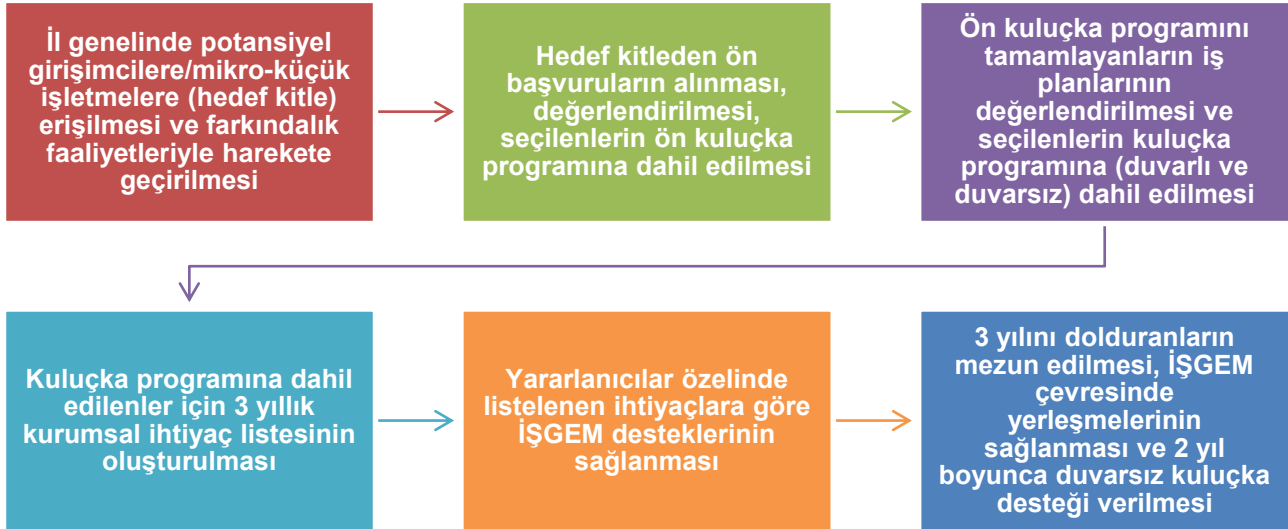 İl genelinde potansiyel
girişimcilere/mikro-küçük
işletmelere (hedef kitle)
erişilmesi ve farkındalık
faaliyetleriyle harekete
geçirilmesi
Hedef kitleden ön
başvuruların alınması,
değerlendirilmesi,
seçilenlerin ön kuluçka
programına dahil edilmesi
Ön kuluçka programını
tamamlayanların iş
planlarının
değerlendirilmesi ve
seçilenlerin kuluçka
programına (duvarlı ve
duvarsız) dahil edilmesi
Kuluçka programına dahil
edilenler için 3 yıllık
kurumsal ihtiyaç listesinin
oluşturulması
Yararlanıcılar özelinde
listelenen ihtiyaçlara göre
İŞGEM desteklerinin
sağlanması
3 yılını dolduranların
mezun edilmesi, İŞGEM
çevresinde
yerleşmelerinin
sağlanması ve 2 yıl
boyunca duvarsız kuluçka
desteği verilmesi